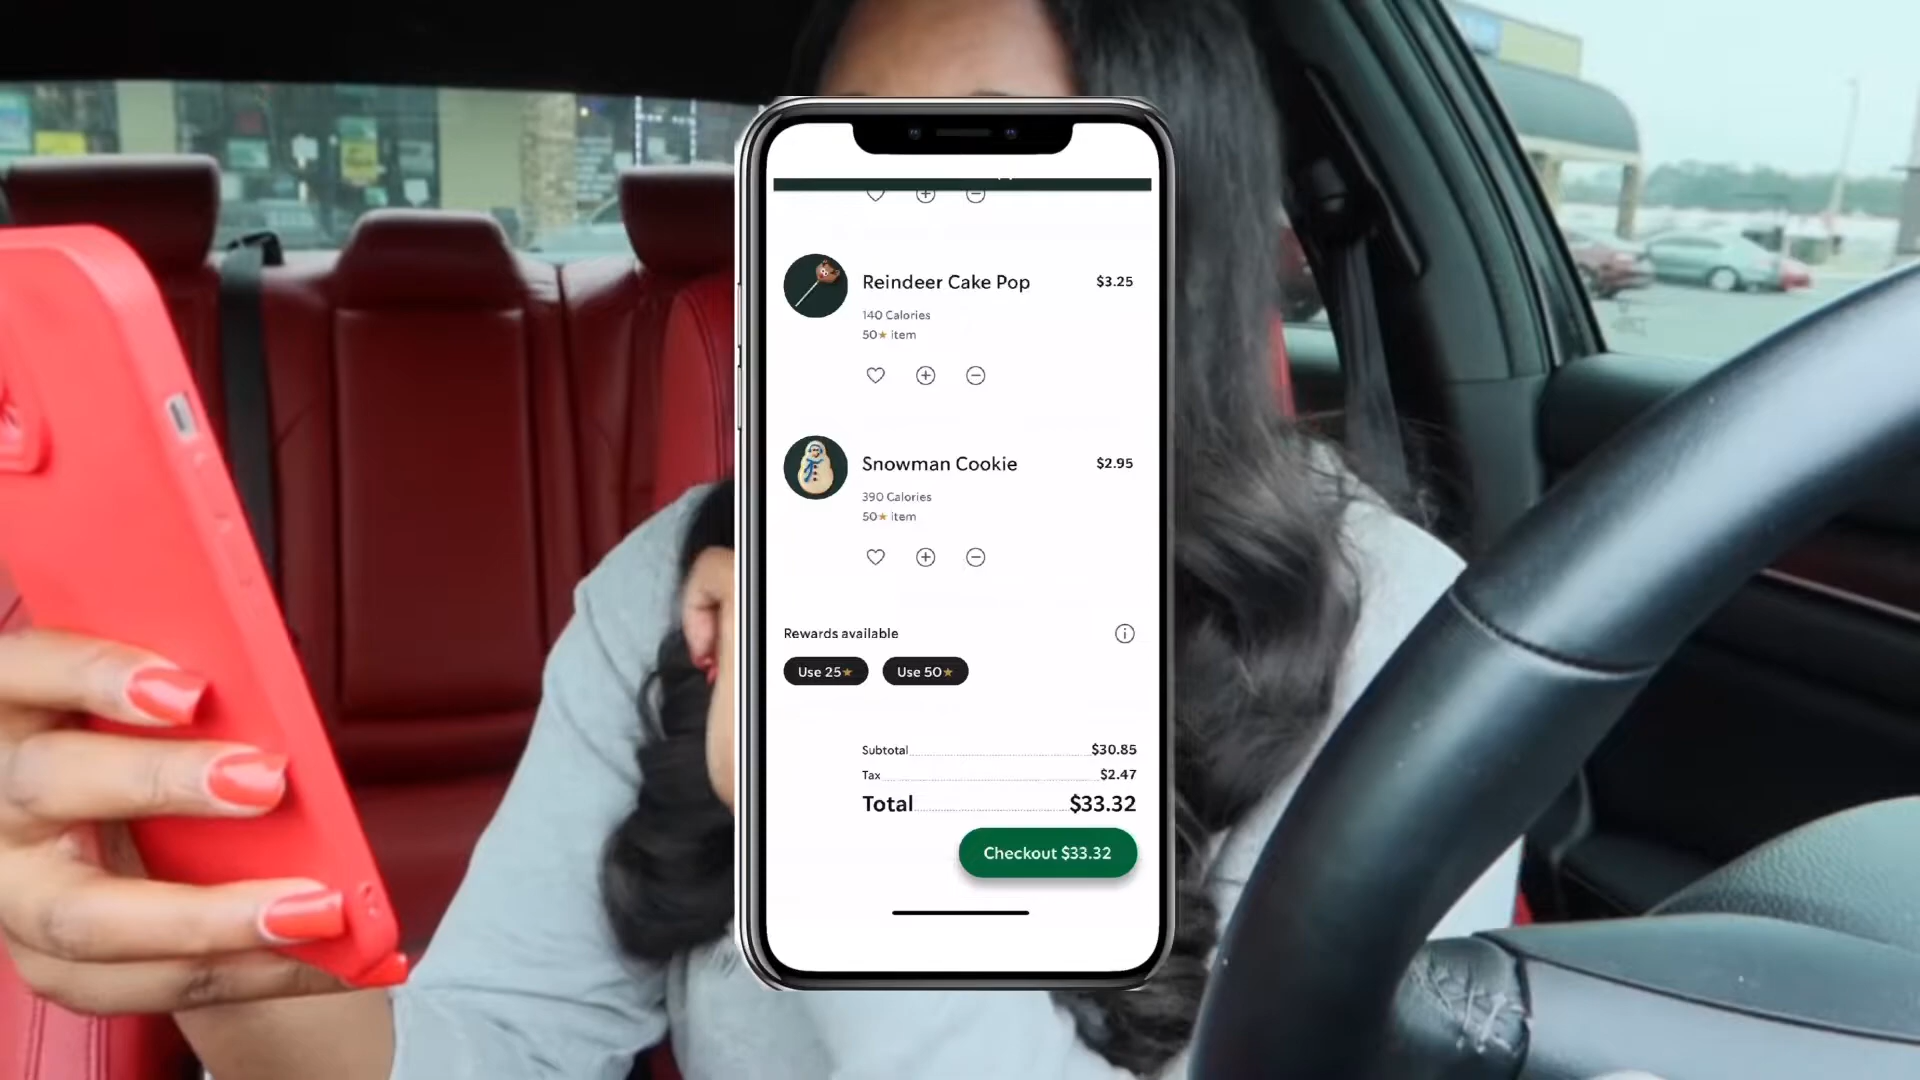 Reindeer Cake Pop $3.25
140 Calories
50★ item
Snowman Cookie $2.95
390 Calories
50★ item
Rewards available
Use 25★ Use 50★
Subtotal $30.85
Tax $2.47
Total $33.32
Checkout $33.32